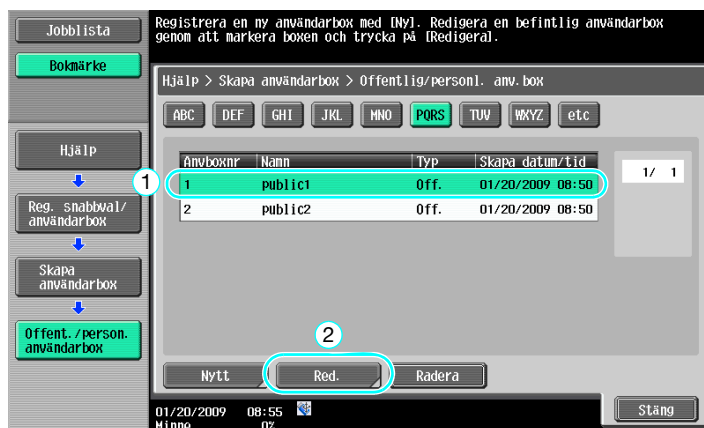 Jobblista
Bokmärke
Registrera en ny användarbox med [Ny]. Redigera en befintlig användarbox
genom att markera boxen och trycka på [Redigera].
Hjälp > Skapa användarbox > Offentlig/personl. anv.box
ABC DEF GHI JKL MNO PQRS TUV WXYZ etc
Hjälp
Reg. snabbval/
användarbox
Skapa
användarbox
Offent./person.
användarbox
Anvboxnr Namn Typ Skapa datum/tid
1
1 public1 Off. 01/20/2009 08:50
2 public2 Off. 01/20/2009 08:50
1/ 1
2
Nytt Red. Radera
01/20/2009 08:55
Minne 0%
Stäng